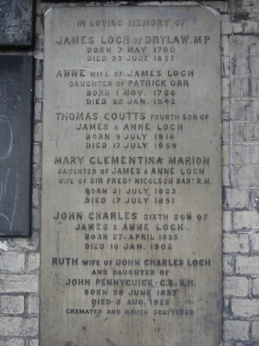 IN LOVING MEMORY OF
JAMES LOCH OF DRYLAW. M.P
BORN 7 MAY 1780
DIED 28 JUNE 1855
ANNE WIFE OF JAMES LOCH
DAUGHTER OF PATRICK ORR
BORN 1 NOV. 1786
DIED 25 JAN. 1842
THOMAS COUTTS FOURTH SON OF
JAMES & ANNE LOCH
BORN 5 JULY 1816
DIED 17 JULY
MARY CLEMENTINA MARION
DAUGHTER OF JAMES & ANNE LOCH
WIFE OF SIR FREDK NICOLSON BART R.N.
BORN 21 JULY 1823
DIED 17 JULY 1851
JOHN CHARLES SIXTH SON OF
JAMES & ANNE LOCH
BORN 27 APRIL 1825
DIED 10 JAN. 1902
RUTH WIFE OF JOHN CHARLES LOCH
AND DAUGHTER OF
JOHN PENNYCUICK C.B. K.H.
BORN 28 JUNE
DIED 5 AUG. 1928
CREMATED AND ASHES SCATTERED